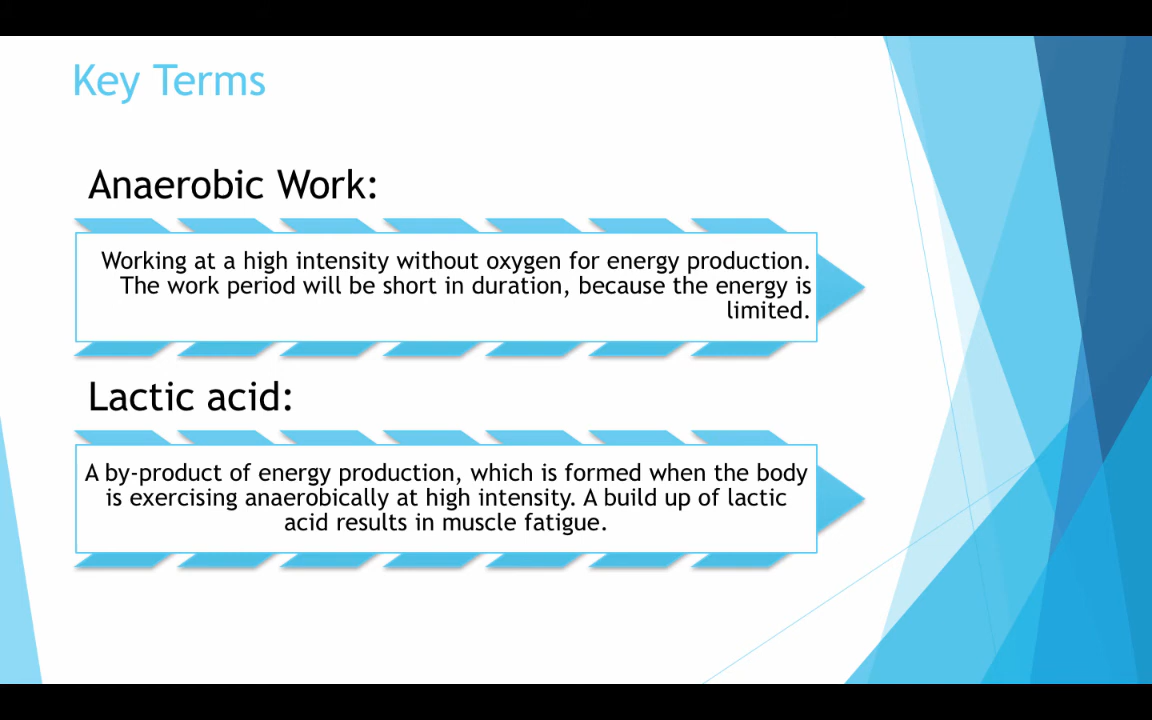 Key Terms
Anaerobic Work:
Working at a high intensity without oxygen for energy production.
The work period will be short in duration, because the energy is
limited.
Lactic acid:
A by-product of energy production, which is formed when the body
is exercising anaerobically at high intensity. A build up of lactic
acid results in muscle fatigue.